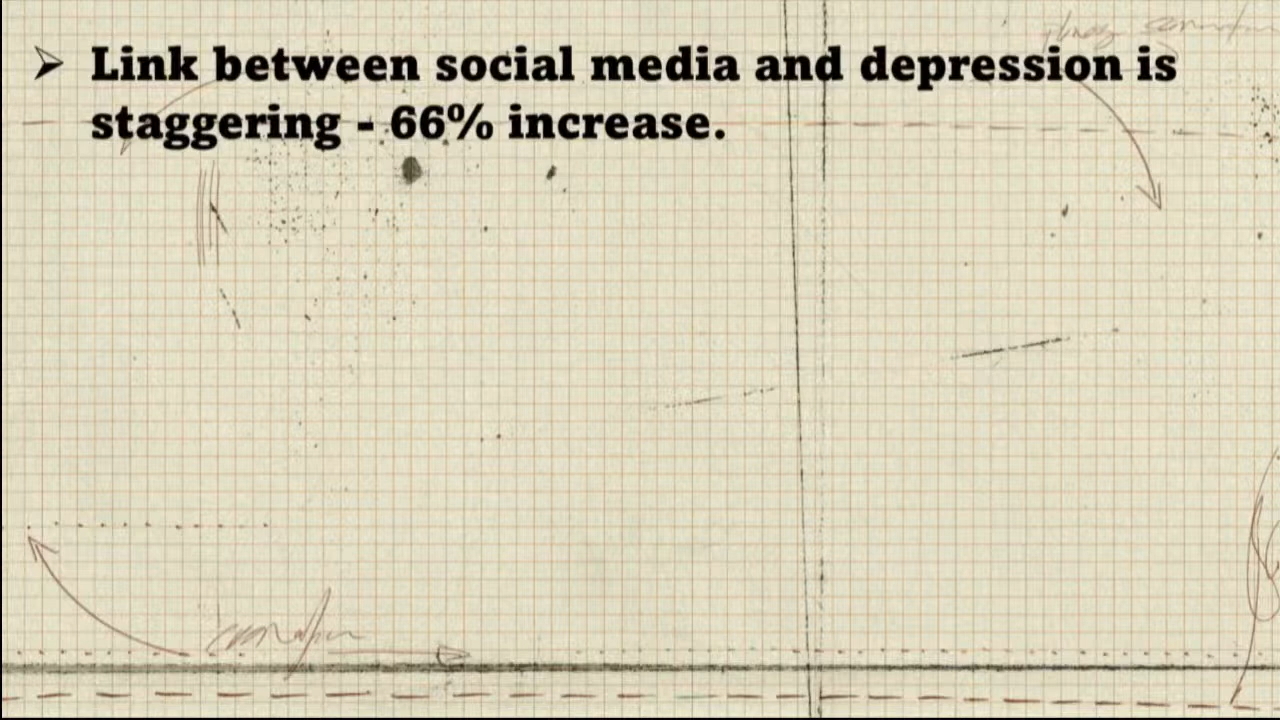 ➢ Link between social media and depression is
staggering - 66% increase.